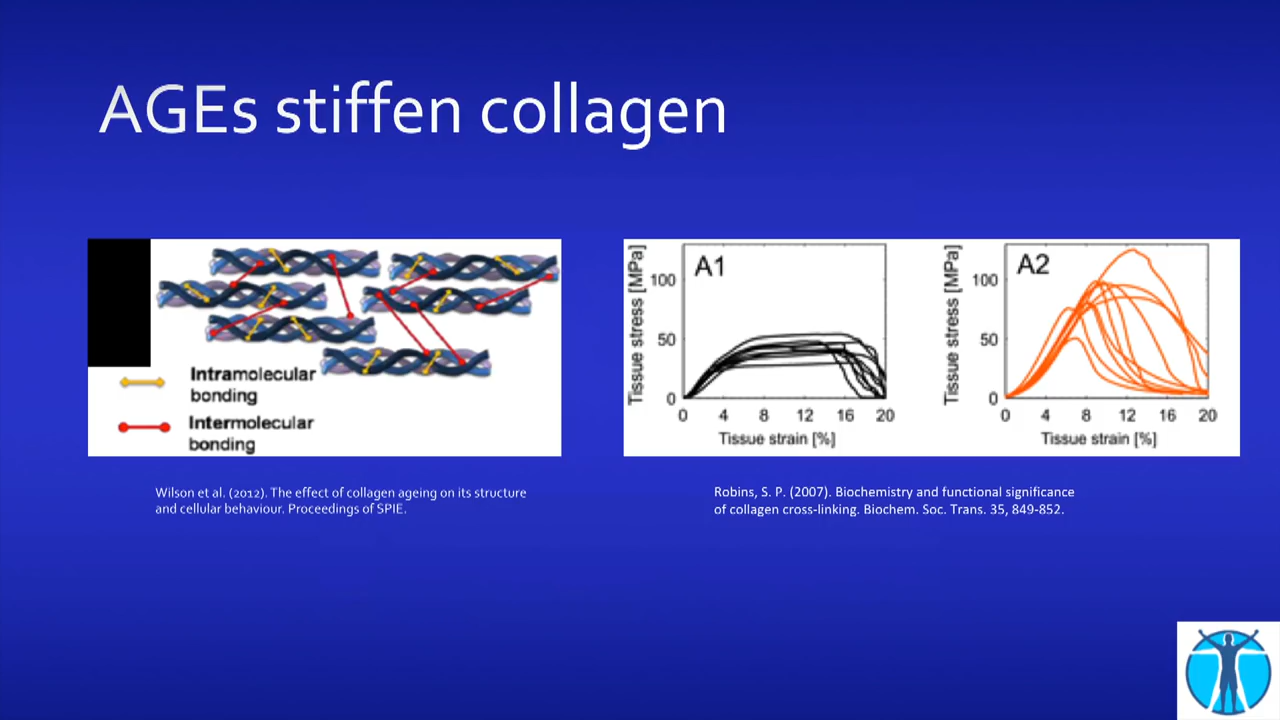 AGEs stiffen collagen
Intramolecular
bonding
Intermolecular
bonding
Wilson et al. (2012). The effect of collagen ageing on its structure
and cellular behaviour. Proceedings of SPIE.
A1
Tissue stress [MPa]
100
50
0
0 4 8 12 16 20
Tissue strain [%]
A2
Tissue stress [MPa]
100
50
0
0 4 8 12 16 20
Tissue strain [%]
Robins, S. P. (2007). Biochemistry and functional significance
of collagen cross-linking. Biochem. Soc. Trans. 35, 849-852.